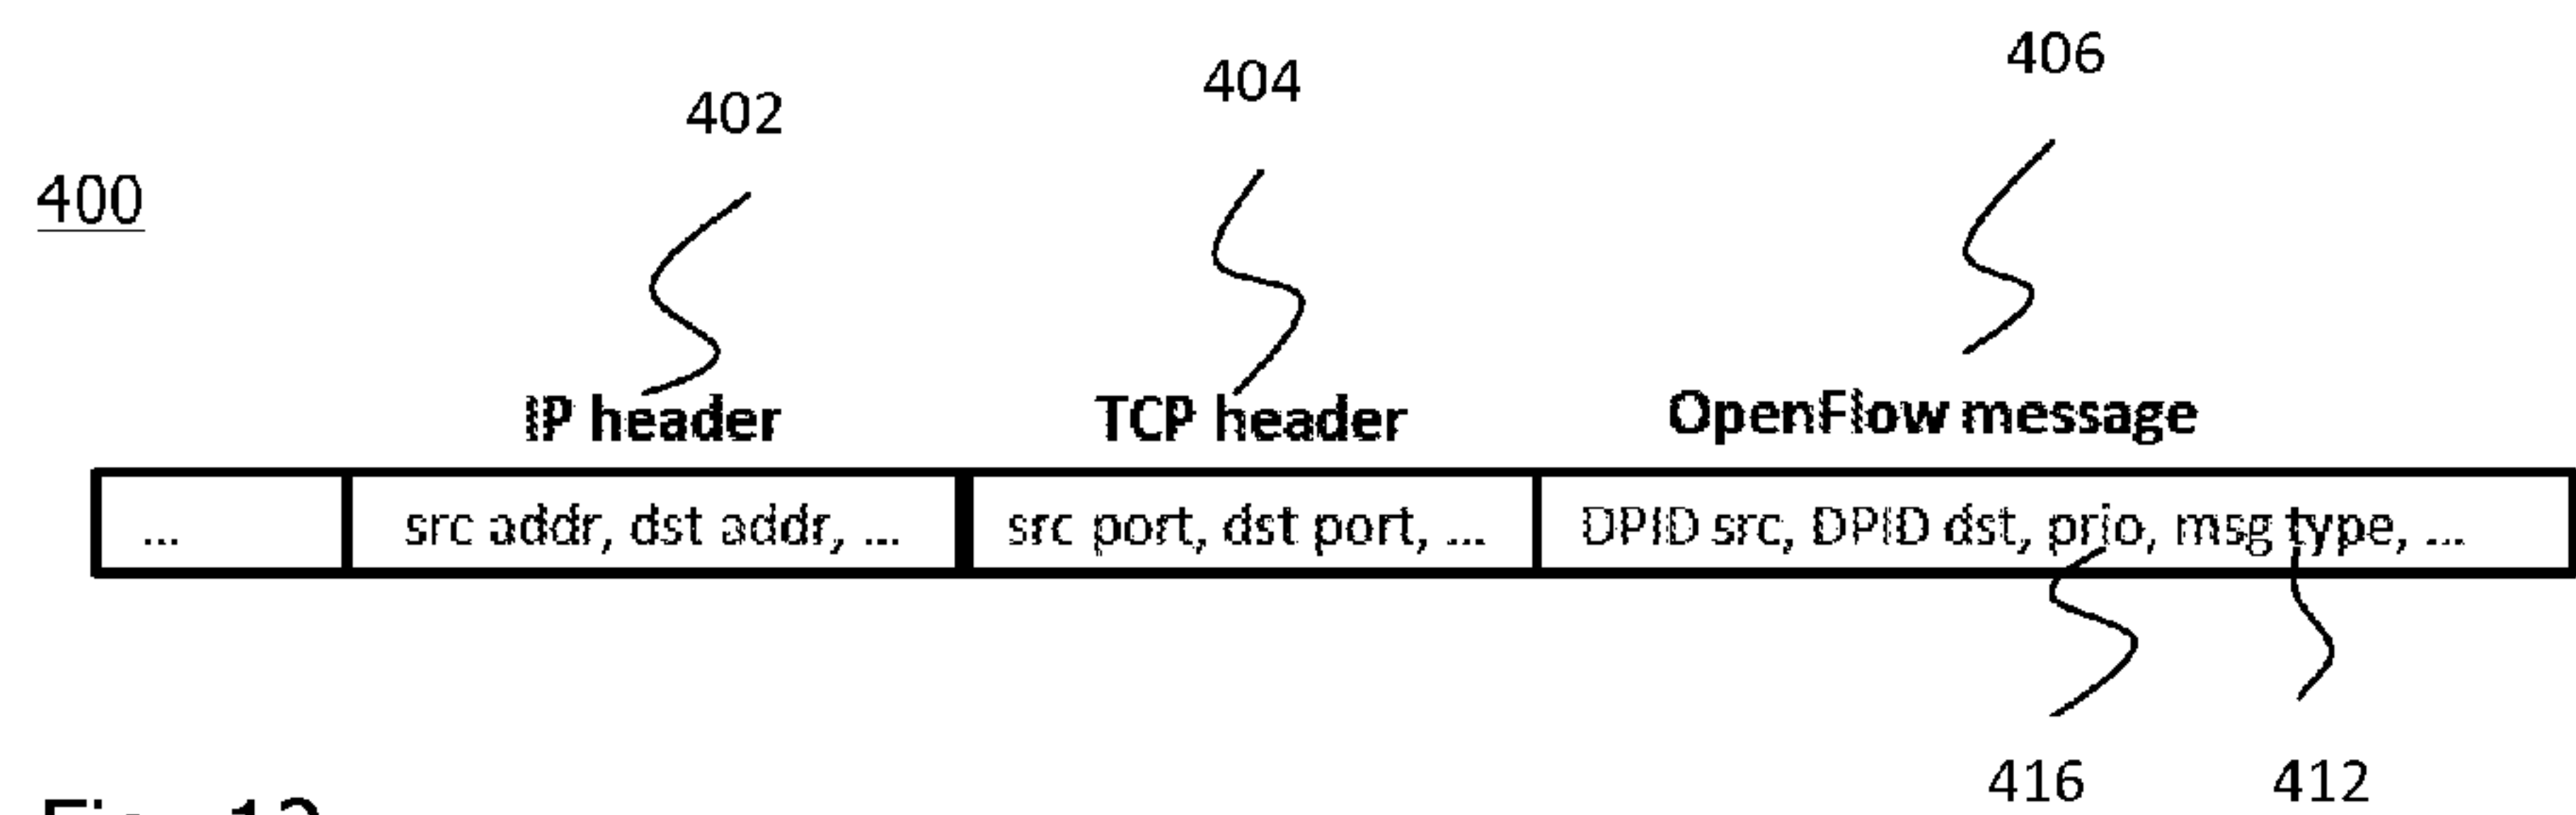 406
404
402
400
IP header TCP header OpenFlow message
... src addr, dst addr, ... src port, dst port, ... DPID src, DPID dst, prio, msg type, ...
416 412